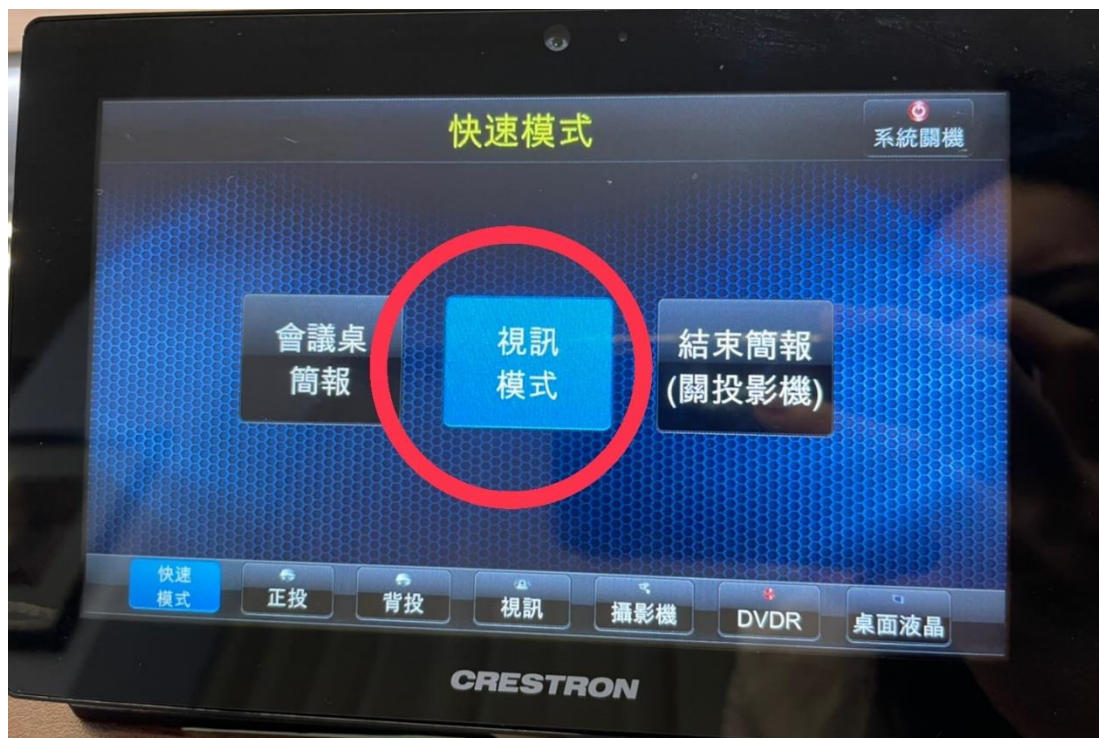 快速模式
系統關機
會議桌
簡報
視訊
模式
結束簡報
(關投影機)
快速
模式
正投
背投
視訊
攝影機
DVDR
桌面液晶
CRESTRON